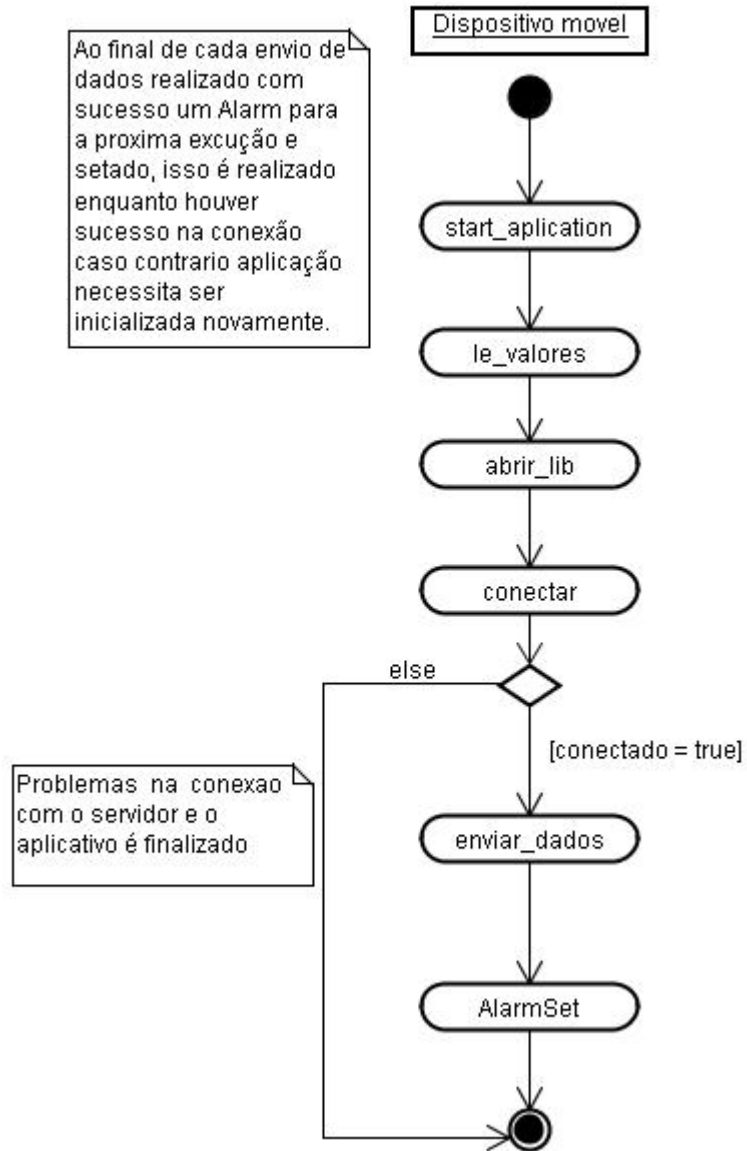 Dispositivo movel
Ao final de cada envio de
dados realizado com
sucesso um Alarm para
a proxima excução e
setado, isso é realizado
enquanto houver
sucesso na conexão
caso contrario aplicação
necessita ser
inicializada novamente.
start_aplication
le_valores
abrir_lib
conectar
else
[conectado = true]
Problemas na conexao
com o servidor e o
aplicativo é finalizado
enviar_dados
AlarmSet